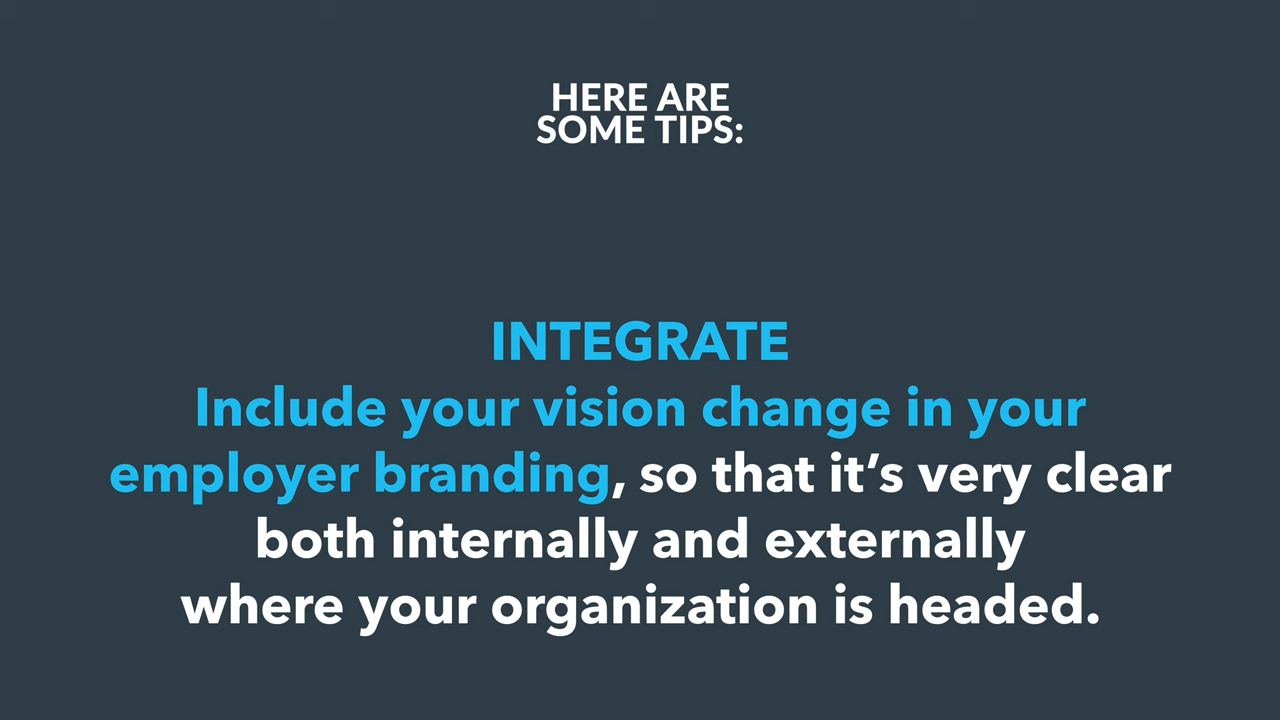 HERE ARE
SOME TIPS:
INTEGRATE
Include your vision change in your
employer branding, so that it’s very clear
both internally and externally
where your organization is headed.